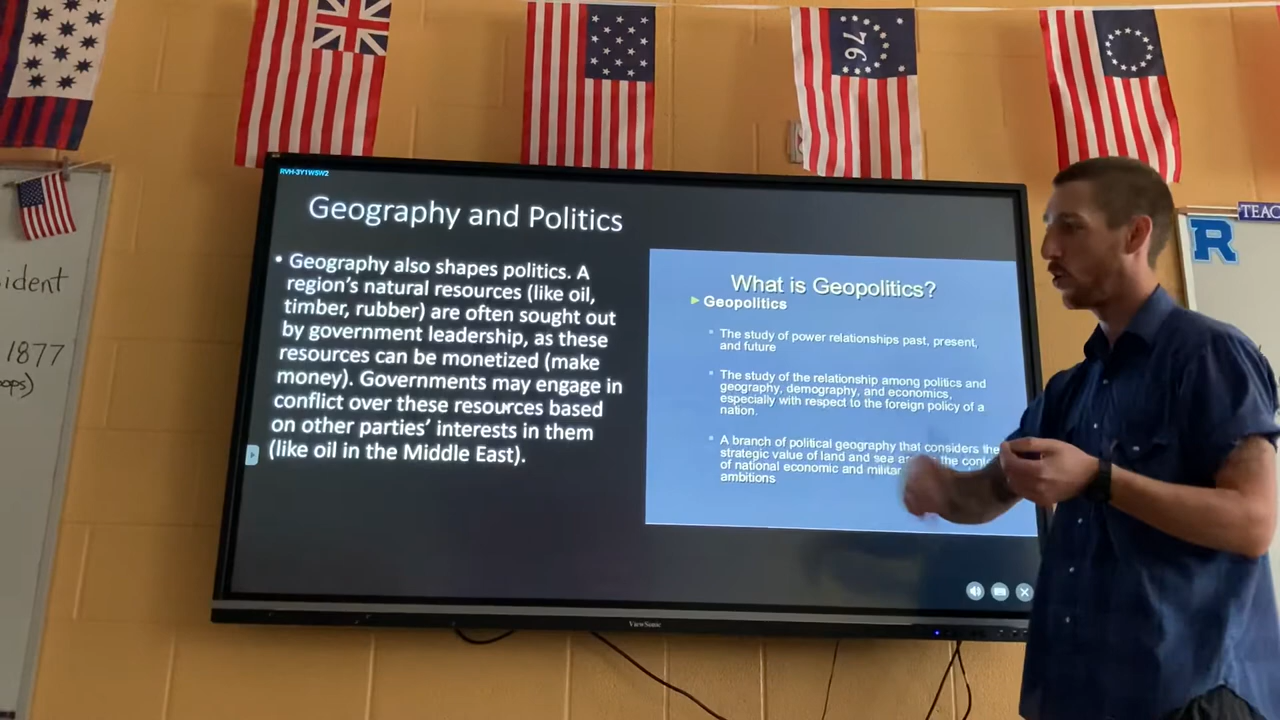 76
RVH-3Y1W5W2
TEAC
R
ident
1877
ops)
Geography and Politics
• Geography also shapes politics. A
region's natural resources (like oil,
timber, rubber) are often sought out
by government leadership, as these
resources can be monetized (make
money). Governments may engage in
conflict over these resources based
on other parties' interests in them
(like oil in the Middle East).
What is Geopolitics?
Geopolitics
The study of power relationships past, present,
and future
The study of the relationship among politics and
geography, demography, and economics,
especially with respect to the foreign policy of a
nation.
A branch of political geography that considers the
strategic value of land and sea the
of national economic and
ambitions
ViewSonic